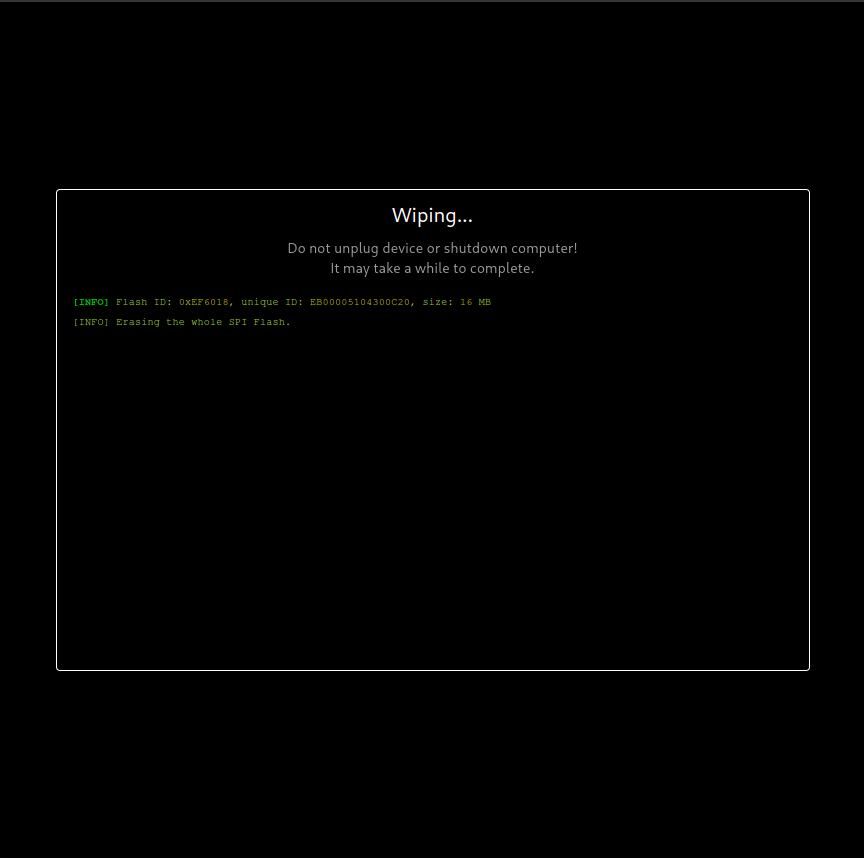 Wiping...
Do not unplug device or shutdown computer!
It may take a while to complete.
[INFO] Flash ID: 0xEF6018, unique ID: EB00005104300C20, size: 16 MB
[INFO] Erasing the whole SPI Flash.